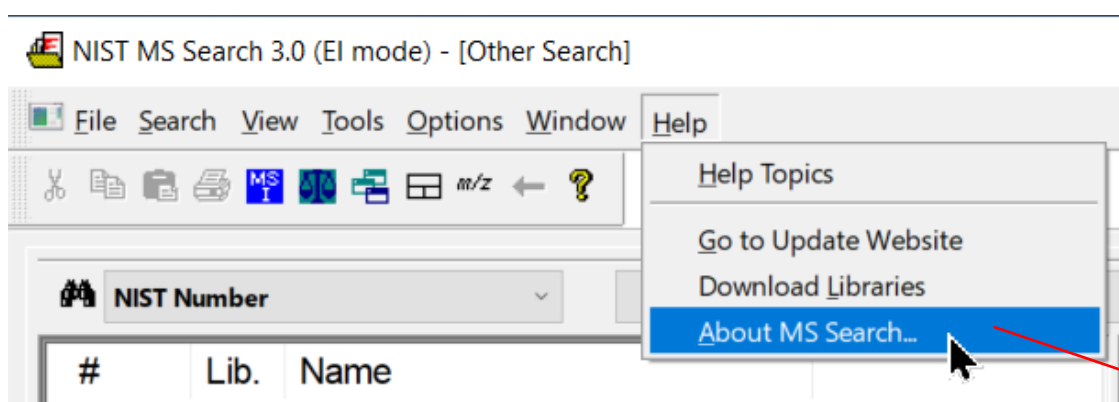 NIST MS Search 3.0 (EI mode) - [Other Search]
File Search View Tools Options Window Help
MS I m/z ← ?
Help Topics
Go to Update Website
Download Libraries
About MS Search...
NIST Number
# Lib. Name